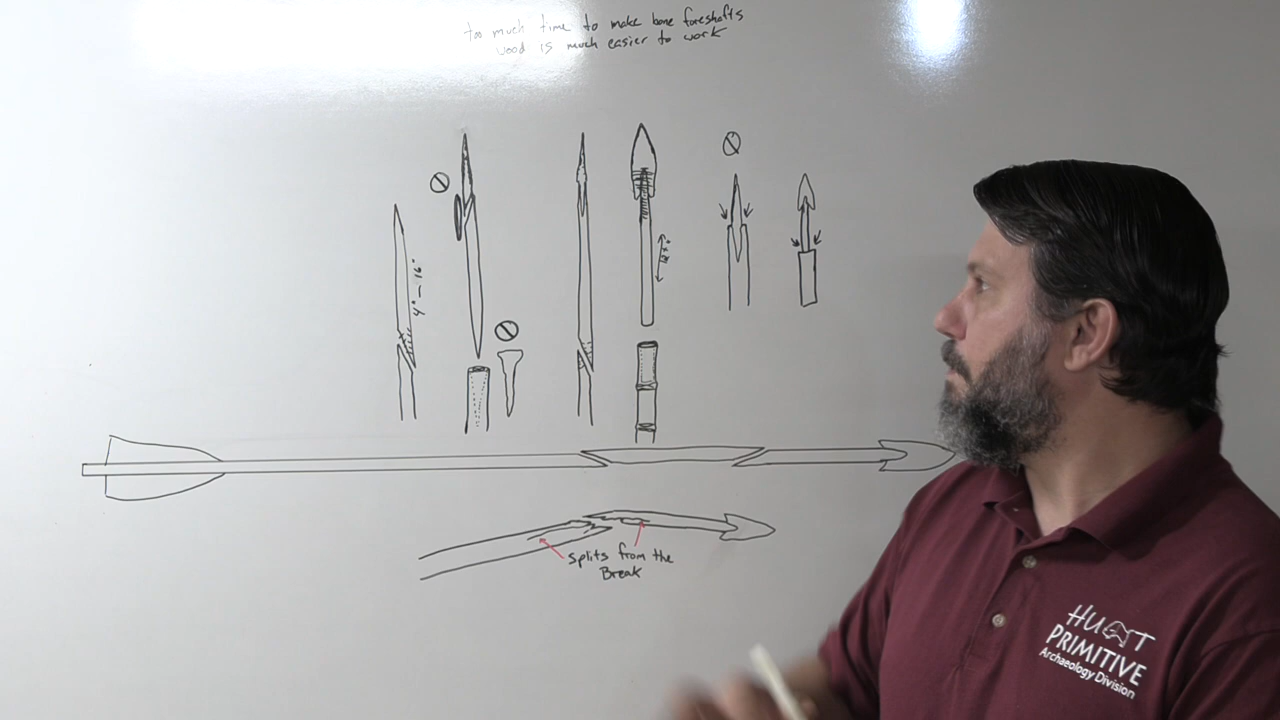 too much time to make bone foreshafts
wood is much easier to work
4" — 16"
splits from the
Break
HUNT
PRIMITIVE
Archaeology Division